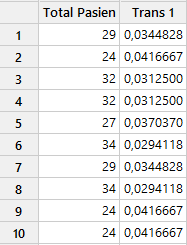 Total Pasien Trans 1
1 29 0,0344828
2 24 0,0416667
3 32 0,0312500
4 32 0,0312500
5 27 0,0370370
6 34 0,0294118
7 29 0,0344828
8 34 0,0294118
9 24 0,0416667
10 24 0,0416667